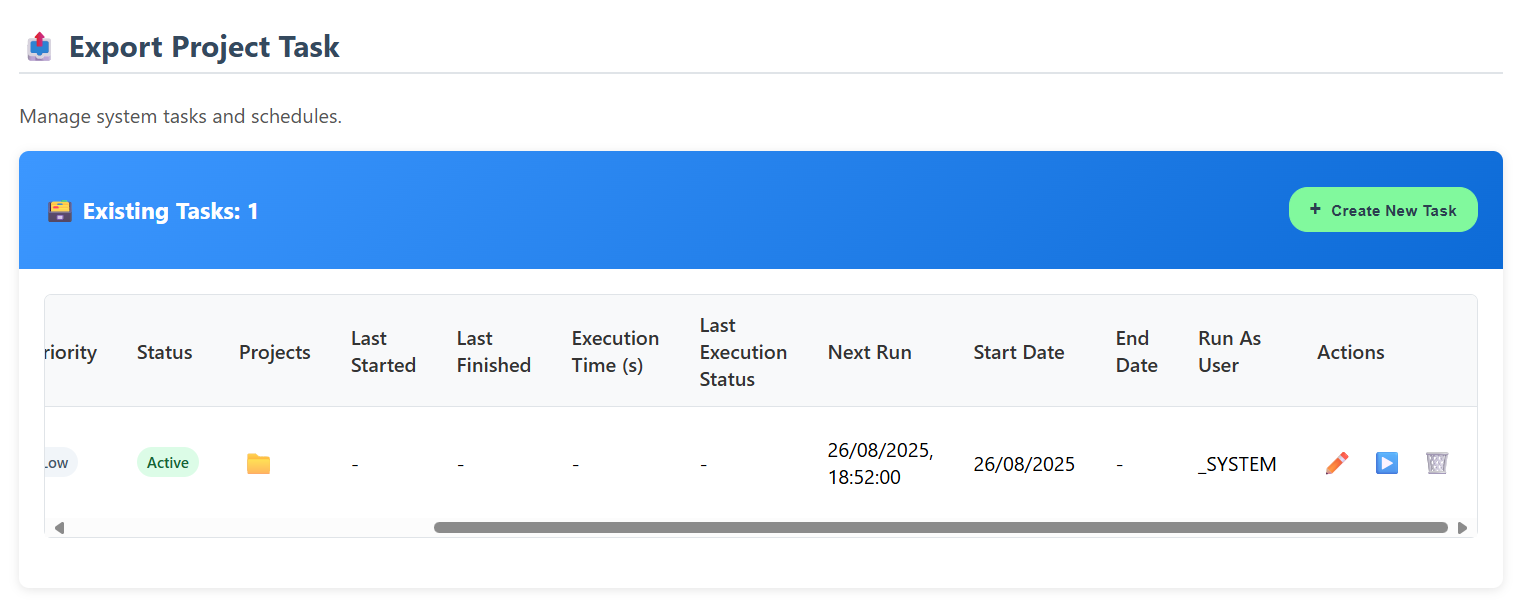 Export Project Task
Manage system tasks and schedules.
Existing Tasks: 1
+ Create New Task
riority
Status
Projects
Last
Started
Last
Finished
Execution
Time (s)
Last
Execution
Status
Next Run
Start Date
End
Date
Run As
User
Actions
Low
Active
-
-
-
-
26/08/2025,
18:52:00
26/08/2025
-
_SYSTEM